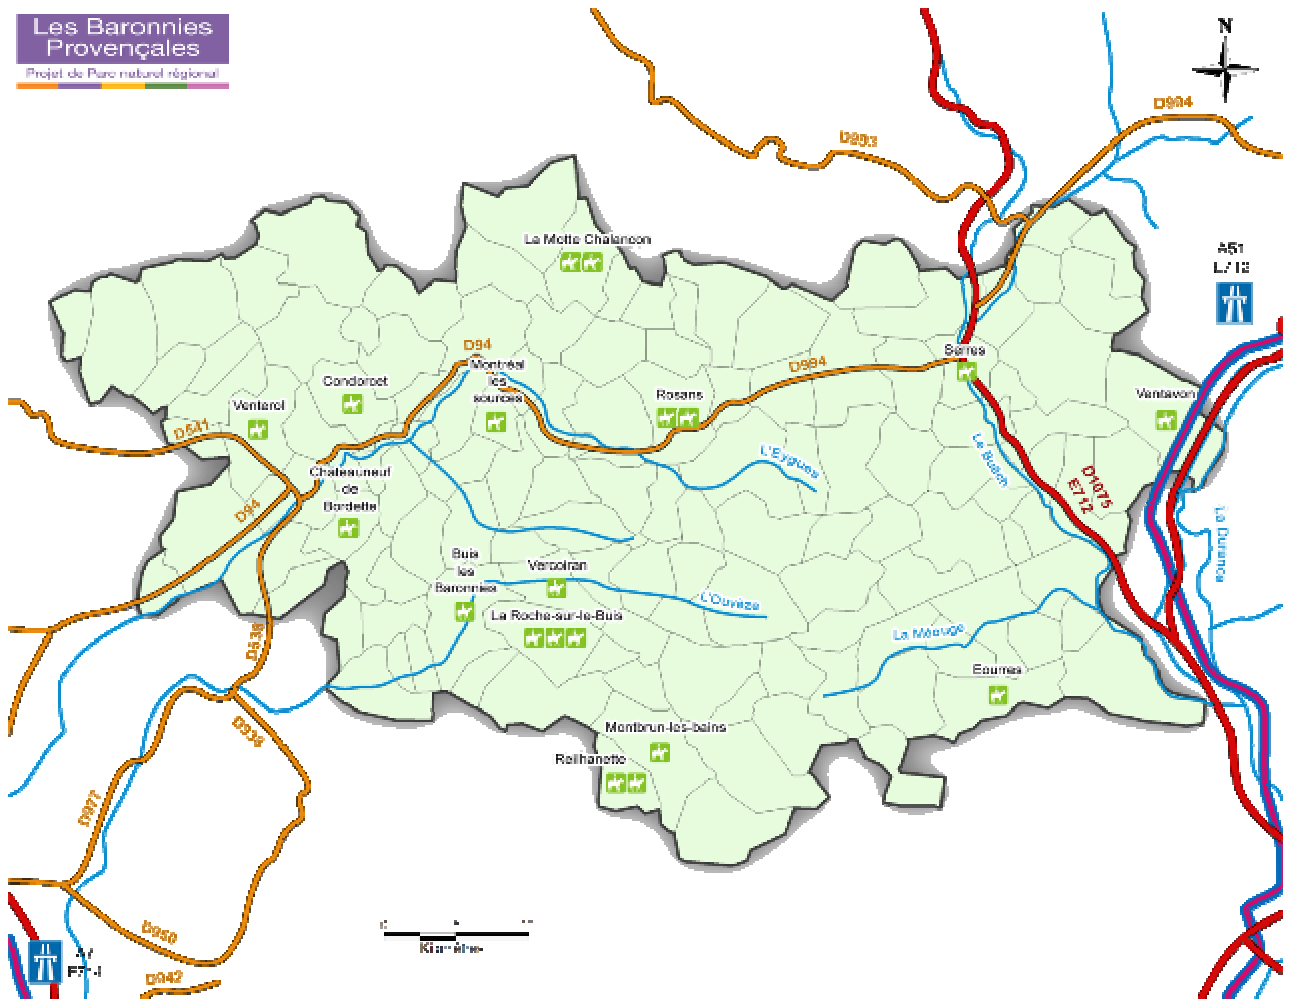 Les Baronnies
Provençales
Projet de Parc naturel régional
N
D994
D993
La Motte Chalancon
A51
Serres
D94
Montréal
les
sources
D994
Condorcet
Rosans
Ventavon
Venterol
D541
L'Eygues
Le Buëch
D1075
E712
Chateauneuf
de
Bordette
D94
La Durance
Buis
les
Baronnies
Vercoiran
L'Ouvèze
La Roche-sur-le-Buis
La Méouge
D538
Eourres
D938
Montbrun-les-bains
Reilhanette
D977
D950
D942